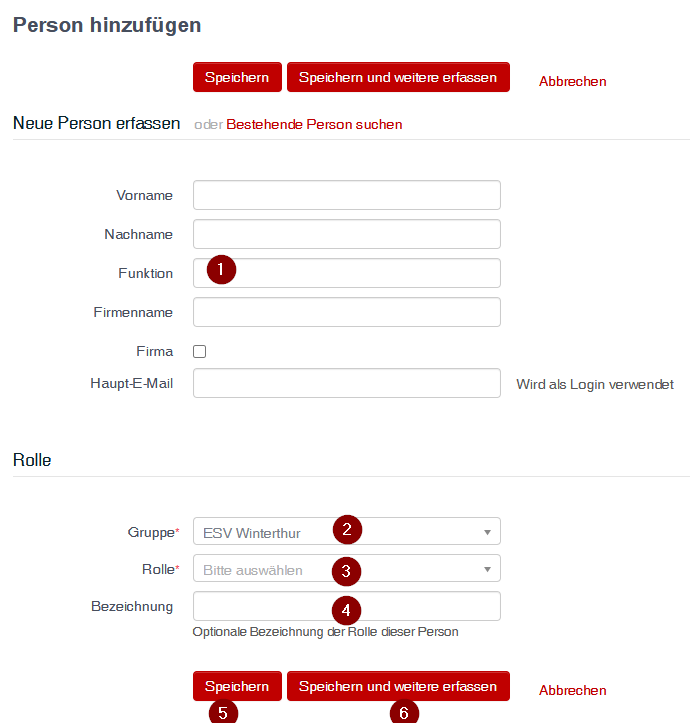 Person hinzufügen
Speichern Speichern und weitere erfassen Abbrechen
Neue Person erfassen oder Bestehende Person suchen
Vorname
Nachname
Funktion 1
Firmenname
Firma
Haupt-E-Mail Wird als Login verwendet
Rolle
Gruppe* ESV Winterthur 2
Rolle* Bitte auswählen 3
Bezeichnung 4
Optionale Bezeichnung der Rolle dieser Person
Speichern Speichern und weitere erfassen Abbrechen
5 6